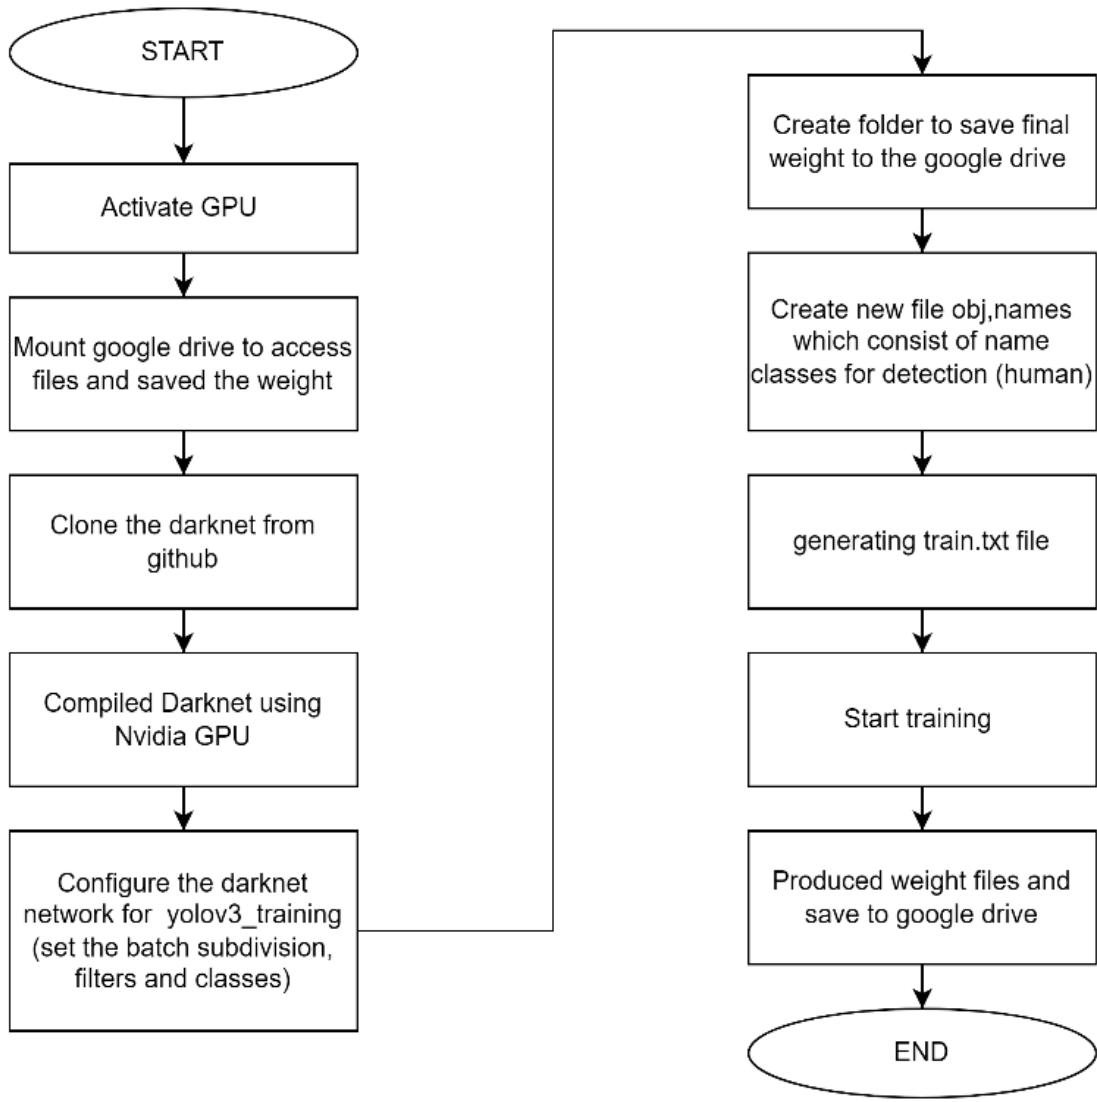 START
Activate GPU
Mount google drive to access
files and saved the weight
Clone the darknet from
github
Compiled Darknet using
Nvidia GPU
Configure the darknet
network for yolov3_training
(set the batch subdivision,
filters and classes)
Create folder to save final
weight to the google drive
Create new file obj,names
which consist of name
classes for detection (human)
generating train.txt file
Start training
Produced weight files and
save to google drive
END